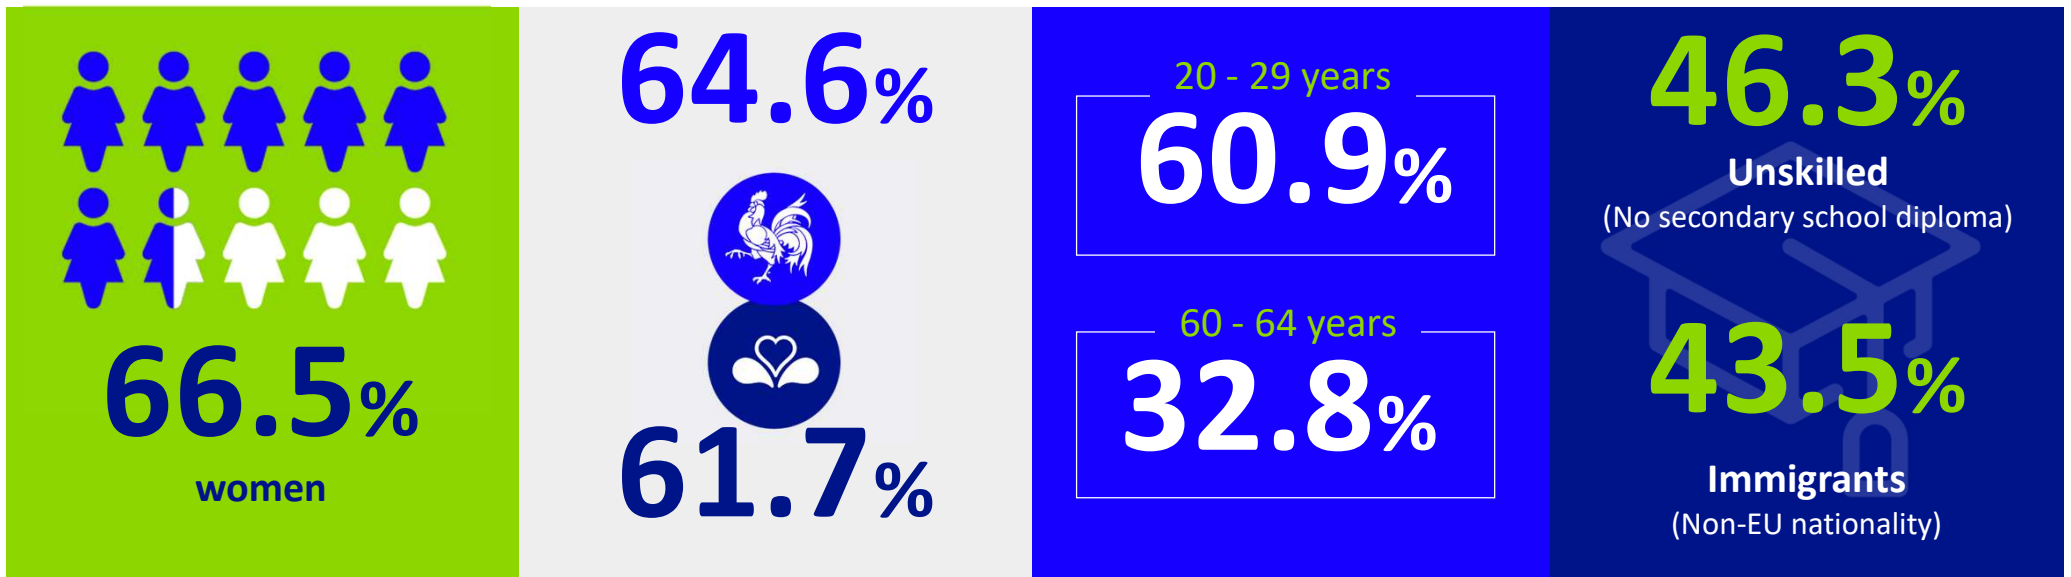 66.5%
women
64.6%
61.7%
20 - 29 years
60.9%
60 - 64 years
32.8%
46.3%
Unskilled
(No secondary school diploma)
43.5%
Immigrants
(Non-EU nationality)